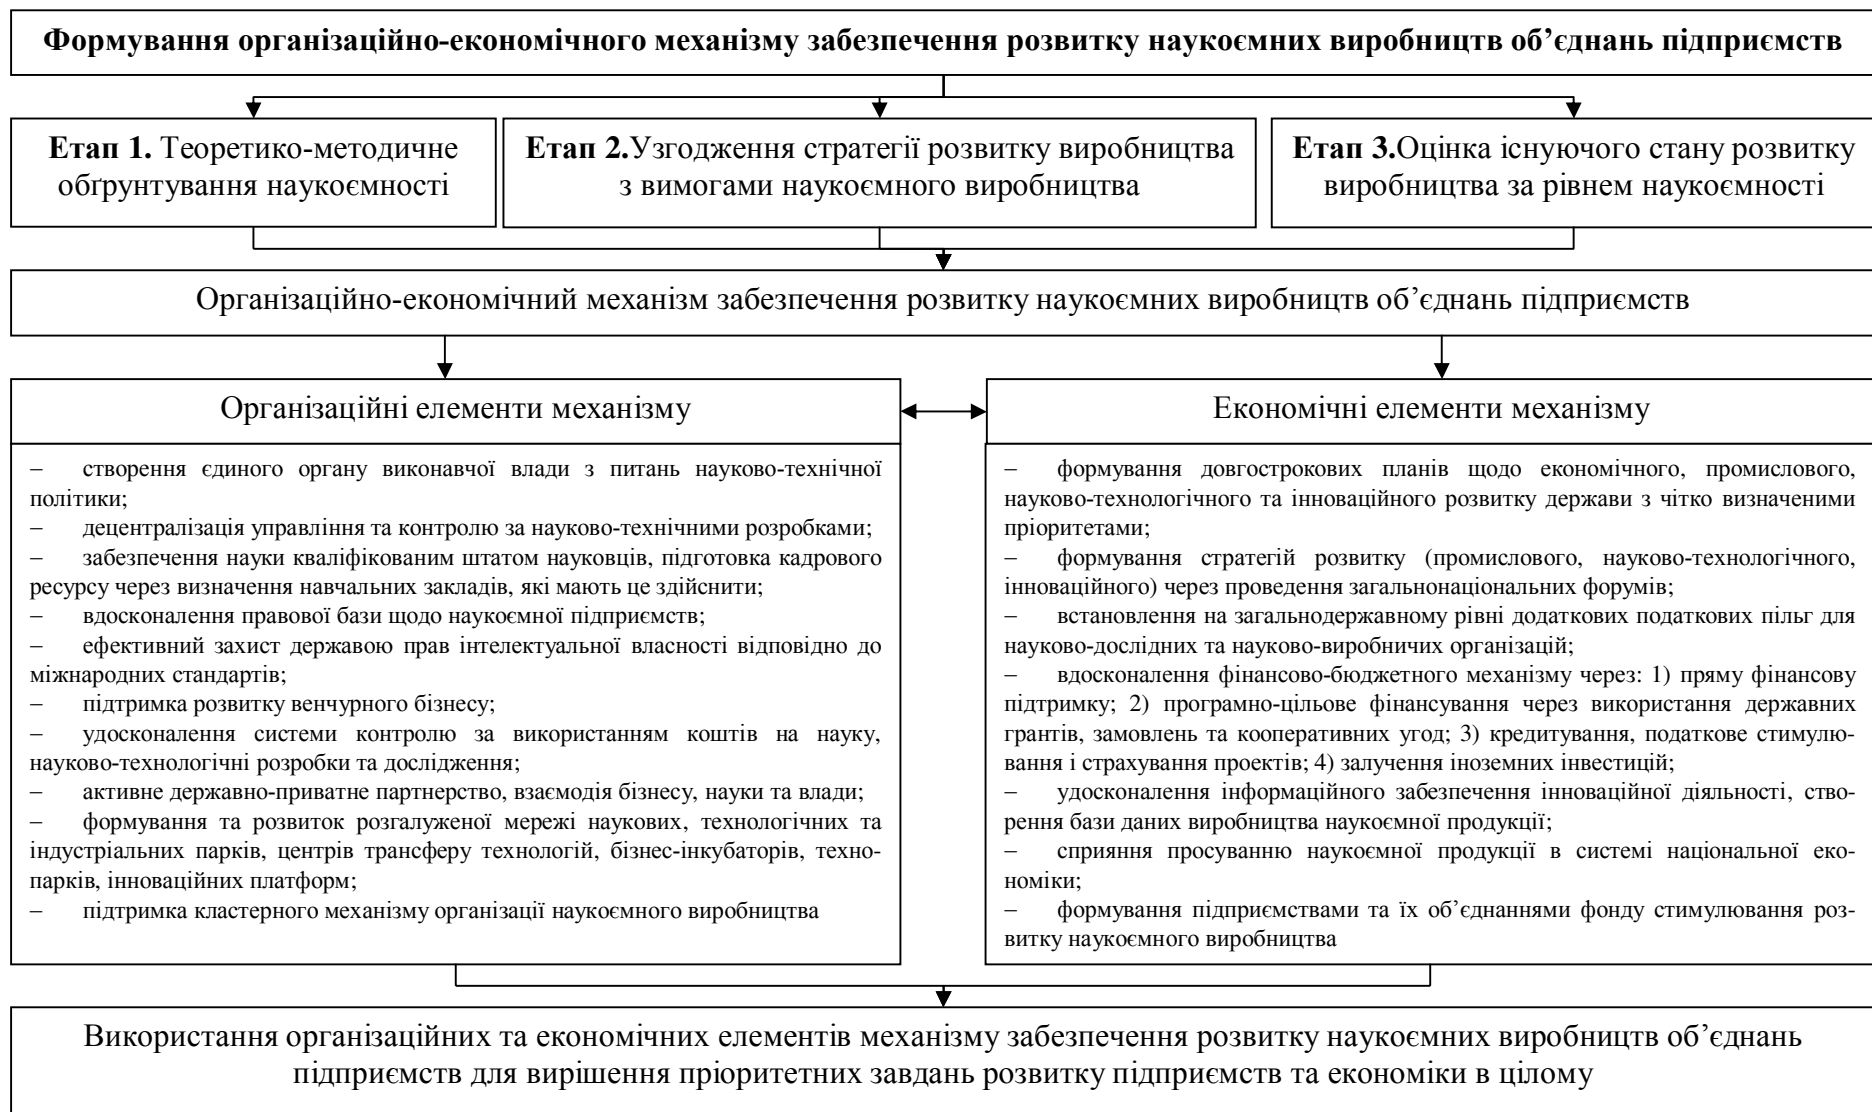 Формування організаційно-економічного механізму забезпечення розвитку наукоємних виробництв об’єднань підприємств
Етап 1. Теоретико-методичне
обґрунтування наукоємності
Етап 2.Узгодження стратегії розвитку виробництва
з вимогами наукоємного виробництва
Етап 3.Оцінка існуючого стану розвитку
виробництва за рівнем наукоємності
Організаційно-економічний механізм забезпечення розвитку наукоємних виробництв об’єднань підприємств
Організаційні елементи механізму
– створення єдиного органу виконавчої влади з питань науково-технічної
політики;
– децентралізація управління та контролю за науково-технічними розробками;
– забезпечення науки кваліфікованим штатом науковців, підготовка кадрового
ресурсу через визначення навчальних закладів, які мають це здійснити;
– вдосконалення правової бази щодо наукоємної підприємств;
– ефективний захист державою прав інтелектуальної власності відповідно до
міжнародних стандартів;
– підтримка розвитку венчурного бізнесу;
– удосконалення системи контролю за використанням коштів на науку,
науково-технологічні розробки та дослідження;
– активне державно-приватне партнерство, взаємодія бізнесу, науки та влади;
– формування та розвиток розгалуженої мережі наукових, технологічних та
індустріальних парків, центрів трансферу технологій, бізнес-інкубаторів, техно-
парків, інноваційних платформ;
– підтримка кластерного механізму організації наукоємного виробництва
Економічні елементи механізму
– формування довгострокових планів щодо економічного, промислового,
науково-технологічного та інноваційного розвитку держави з чітко визначеними
пріоритетами;
– формування стратегій розвитку (промислового, науково-технологічного,
інноваційного) через проведення загальнонаціональних форумів;
– встановлення на загальнодержавному рівні додаткових податкових пільг для
науково-дослідних та науково-виробничих організацій;
– вдосконалення фінансово-бюджетного механізму через: 1) пряму фінансову
підтримку; 2) програмно-цільове фінансування через використання державних
грантів, замовлень та кооперативних угод; 3) кредитування, податкове стимулю-
вання і страхування проектів; 4) залучення іноземних інвестицій;
– удосконалення інформаційного забезпечення інноваційної діяльності, ство-
рення бази даних виробництва наукоємної продукції;
– сприяння просуванню наукоємної продукції в системі національної еко-
номіки;
– формування підприємствами та їх об’єднаннями фонду стимулювання роз-
витку наукоємного виробництва
Використання організаційних та економічних елементів механізму забезпечення розвитку наукоємних виробництв об’єднань
підприємств для вирішення пріоритетних завдань розвитку підприємств та економіки в цілому